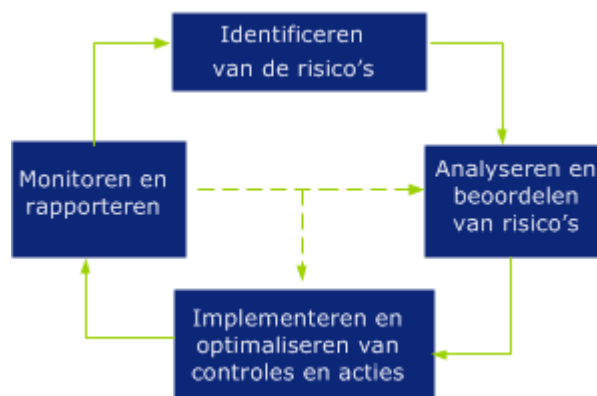 Identificeren
van de risico's
Analyseren en
beoordelen
van risico's
Monitoren en
rapporteren
Implementeren en
optimaliseren van
controles en acties